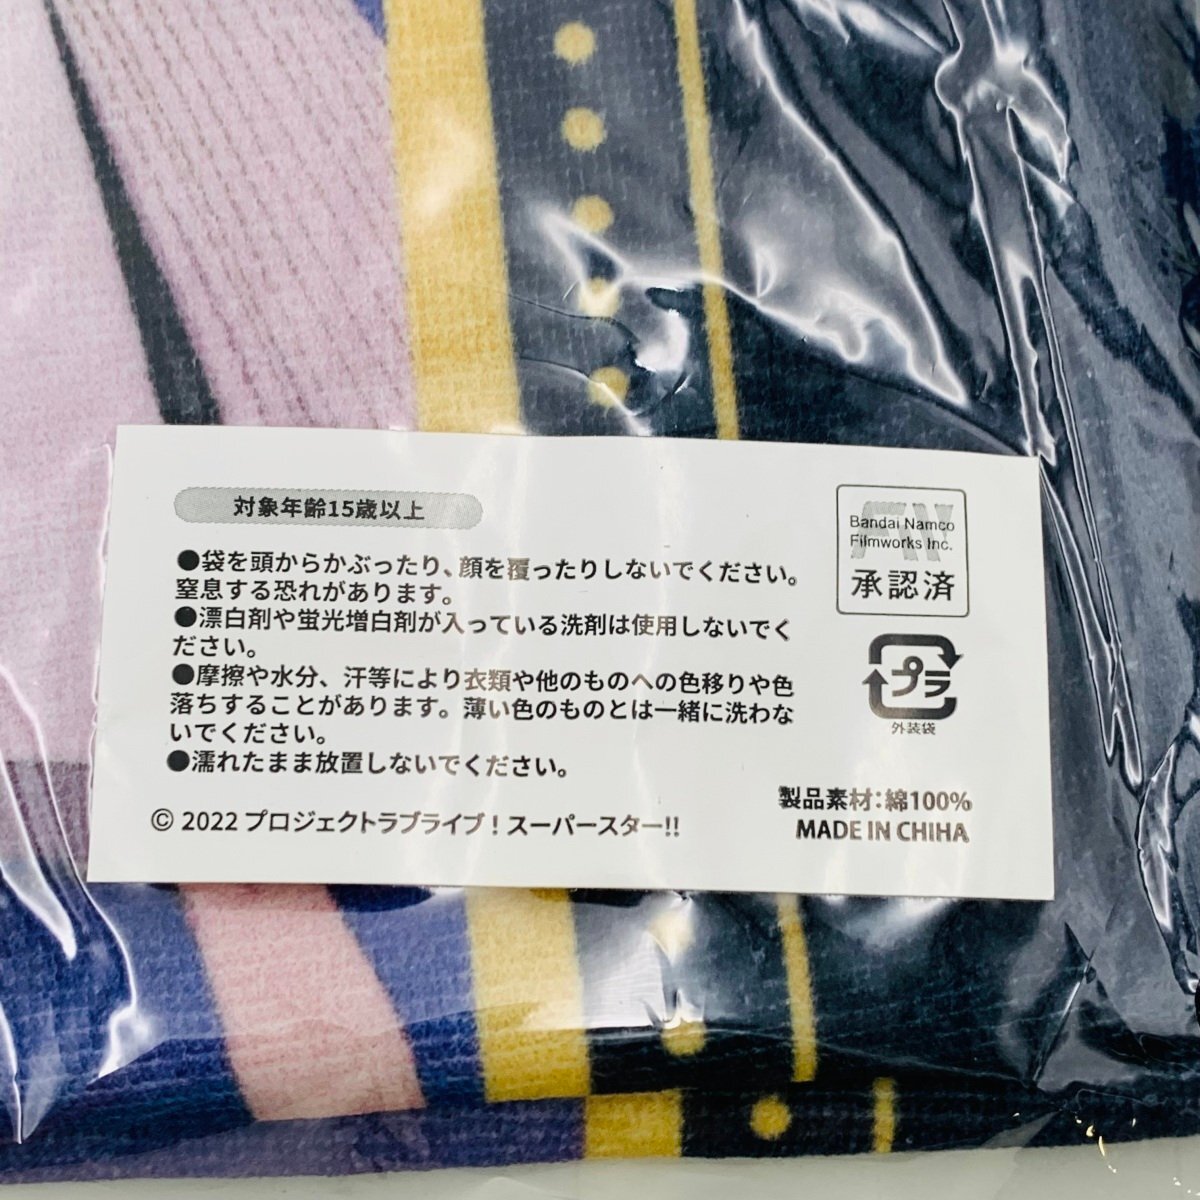 対象年齢15歳以上
●袋を頭からかぶったり、顔を覆ったりしないでください。
窒息する恐れがあります。
●漂白剤や蛍光増白剤が入っている洗剤は使用しないでく
ださい。
●摩擦や水分、汗等により衣類や他のものへの色移りや色
落ちすることがあります。薄い色のものとは一緒に洗わな
いでください。
●濡れたまま放置しないでください。
© 2022 プロジェクトラブライブ！スーパースター!!
Bandai Namco
Filmworks Inc.
承認済
プラ
外装袋
製品素材：綿100%
MADE IN CHIHA